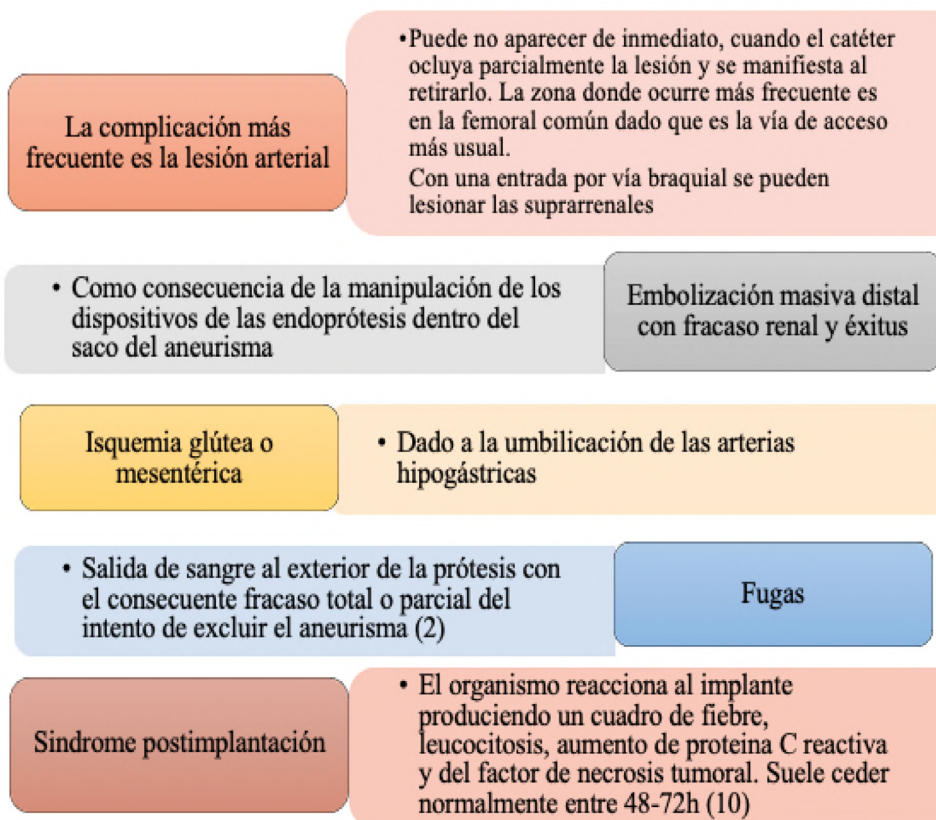 La complicación más
frecuente es la lesión arterial
•Puede no aparecer de inmediato, cuando el catéter
ocluya parcialmente la lesión y se manifiesta al
retirarlo. La zona donde ocurre más frecuente es
en la femoral común dado que es la vía de acceso
más usual.
Con una entrada por vía braquial se pueden
lesionar las suprarrenales
• Como consecuencia de la manipulación de los
dispositivos de las endoprótesis dentro del
saco del aneurisma
Embolización masiva distal
con fracaso renal y éxitus
Isquemia glútea o
mesentérica
• Dado a la umbilicación de las arterias
hipogástricas
• Salida de sangre al exterior de la prótesis con
el consecuente fracaso total o parcial del
intento de excluir el aneurisma (2)
Fugas
Sindrome postimplantación
• El organismo reacciona al implante
produciendo un cuadro de fiebre,
leucocitosis, aumento de proteina C reactiva
y del factor de necrosis tumoral. Suele ceder
normalmente entre 48-72h (10)